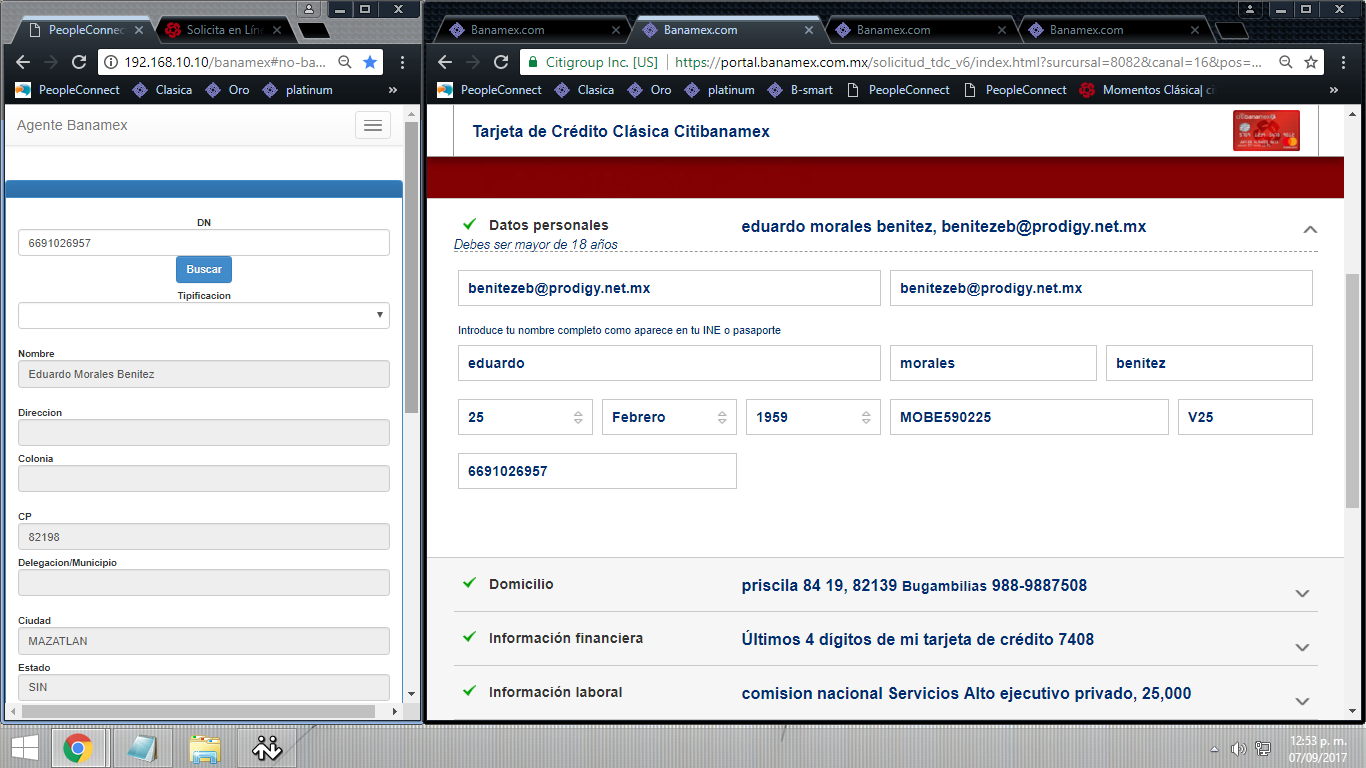 PeopleConnec
Solicita en Lín
192.168.10.10/banamex#no-ba...
PeopleConnect Clasica Oro platinum »
Agente Banamex
DN
6691026957
Buscar
Tipificacion
Nombre
Eduardo Morales Benitez
Direccion
Colonia
CP
82198
Delegacion/Municipio
Ciudad
MAZATLAN
Estado
SIN
Banamex.com Banamex.com Banamex.com Banamex.com
Citigroup Inc. [US] https://portal.banamex.com.mx/solicitud_tdc_v6/index.html?surcursal=8082&canal=16&pos=...
PeopleConnect Clasica Oro platinum B-smart PeopleConnect PeopleConnect Momentos Clásica| ci »
Tarjeta de Crédito Clásica Citibanamex
Datos personales eduardo morales benitez, benitezeb@prodigy.net.mx
Debes ser mayor de 18 años
benitezeb@prodigy.net.mx benitezeb@prodigy.net.mx
Introduce tu nombre completo como aparece en tu INE o pasaporte
eduardo morales benitez
25 Febrero 1959 MOBE590225 V25
6691026957
Domicilio priscila 84 19, 82139 Bugambilias 988-9887508
Información financiera Últimos 4 dígitos de mi tarjeta de crédito 7408
Información laboral comision nacional Servicios Alto ejecutivo privado, 25,000
12:53 p. m.
07/09/2017